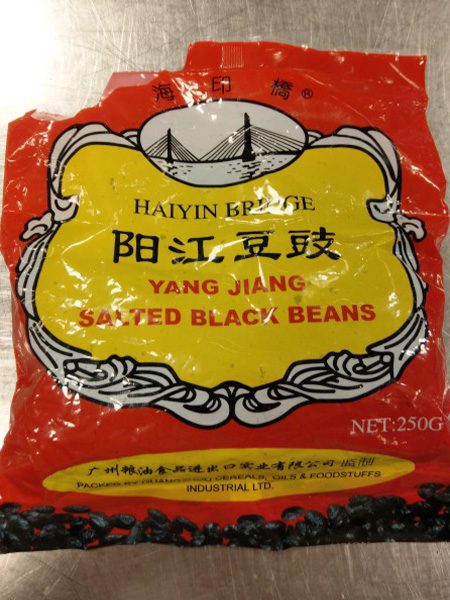 海印橋®
HAIYIN BRIDGE
阳江豆豉
YANG JIANG
SALTED BLACK BEANS
NET:250G
广州粮油食品进出口实业有限公司 监制
PACKED BY GUANGZHOU CEREALS, OILS & FOODSTUFFS
INDUSTRIAL LTD.